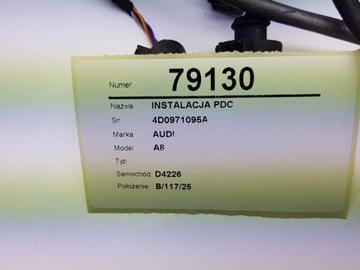 Numer 79130
Nazwa INSTALACJA PDC
Sn 4D0971095A
Marka AUDI
Model A8
Typ
Samochód D4226
Położenie B/117/25